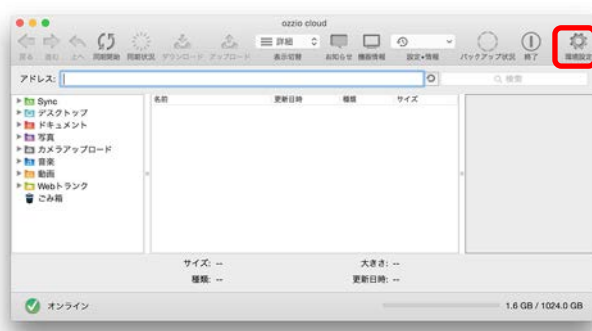 ozzio cloud
戻る 進む 上へ 同期開始 同期状況 ダウンロード アップロード 表示切替 お知らせ 機器情報 設定・情報 バックアップ状況 終了 環境設定
詳細
アドレス: 検索
名前 更新日時 種類 サイズ
Sync
デスクトップ
ドキュメント
写真
カメラアップロード
音楽
動画
Webトランク
ごみ箱
サイズ: -- 大きさ: --
種類: -- 更新日時: --
オンライン 1.6 GB / 1024.0 GB